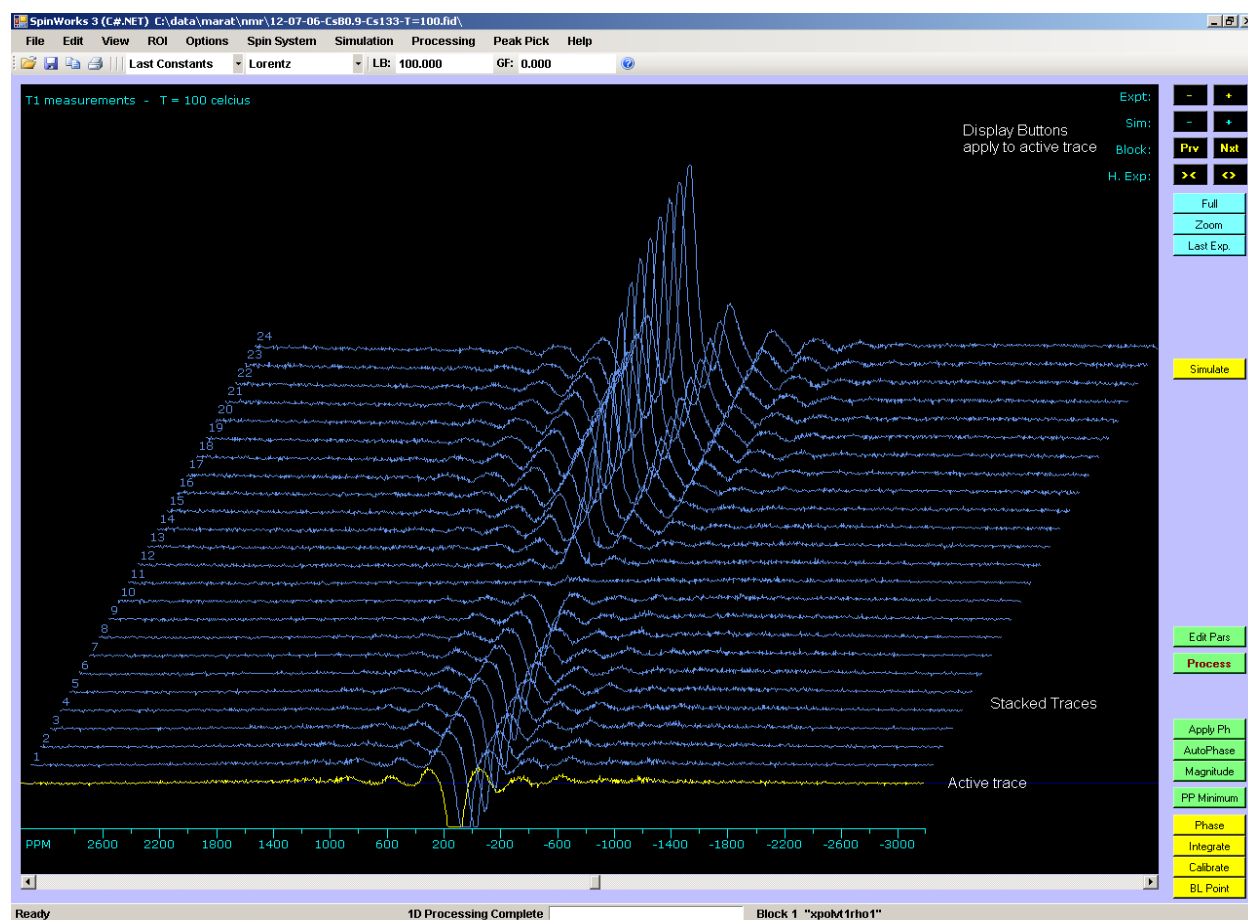 SpinWorks 3 (C#.NET) C:\data\marat\nmr\12-07-06-CsB0.9-Cs133-T=100.fid\
File Edit View ROI Options Spin System Simulation Processing Peak Pick Help
Last Constants Lorentz LB: 100.000 GF: 0.000
T1 measurements - T = 100 celcius
Display Buttons
apply to active trace
Expt: - +
Sim: - +
Block: Prv Nxt
H. Exp: >< <>
Full
Zoom
Last Exp.
24
23
22
21
20
19
18
17
16
15
14
13
12
11
10
9
8
7
6
5
4
3
2
1
Simulate
Edit Pars
Process
Stacked Traces
Apply Ph
AutoPhase
Magnitude
Active trace
PP Minimum
Phase
Integrate
Calibrate
BL Point
PPM 2600 2200 1800 1400 1000 600 200 -200 -600 -1000 -1400 -1800 -2200 -2600 -3000
Ready 1D Processing Complete Block 1 "xpolvt1rho1"